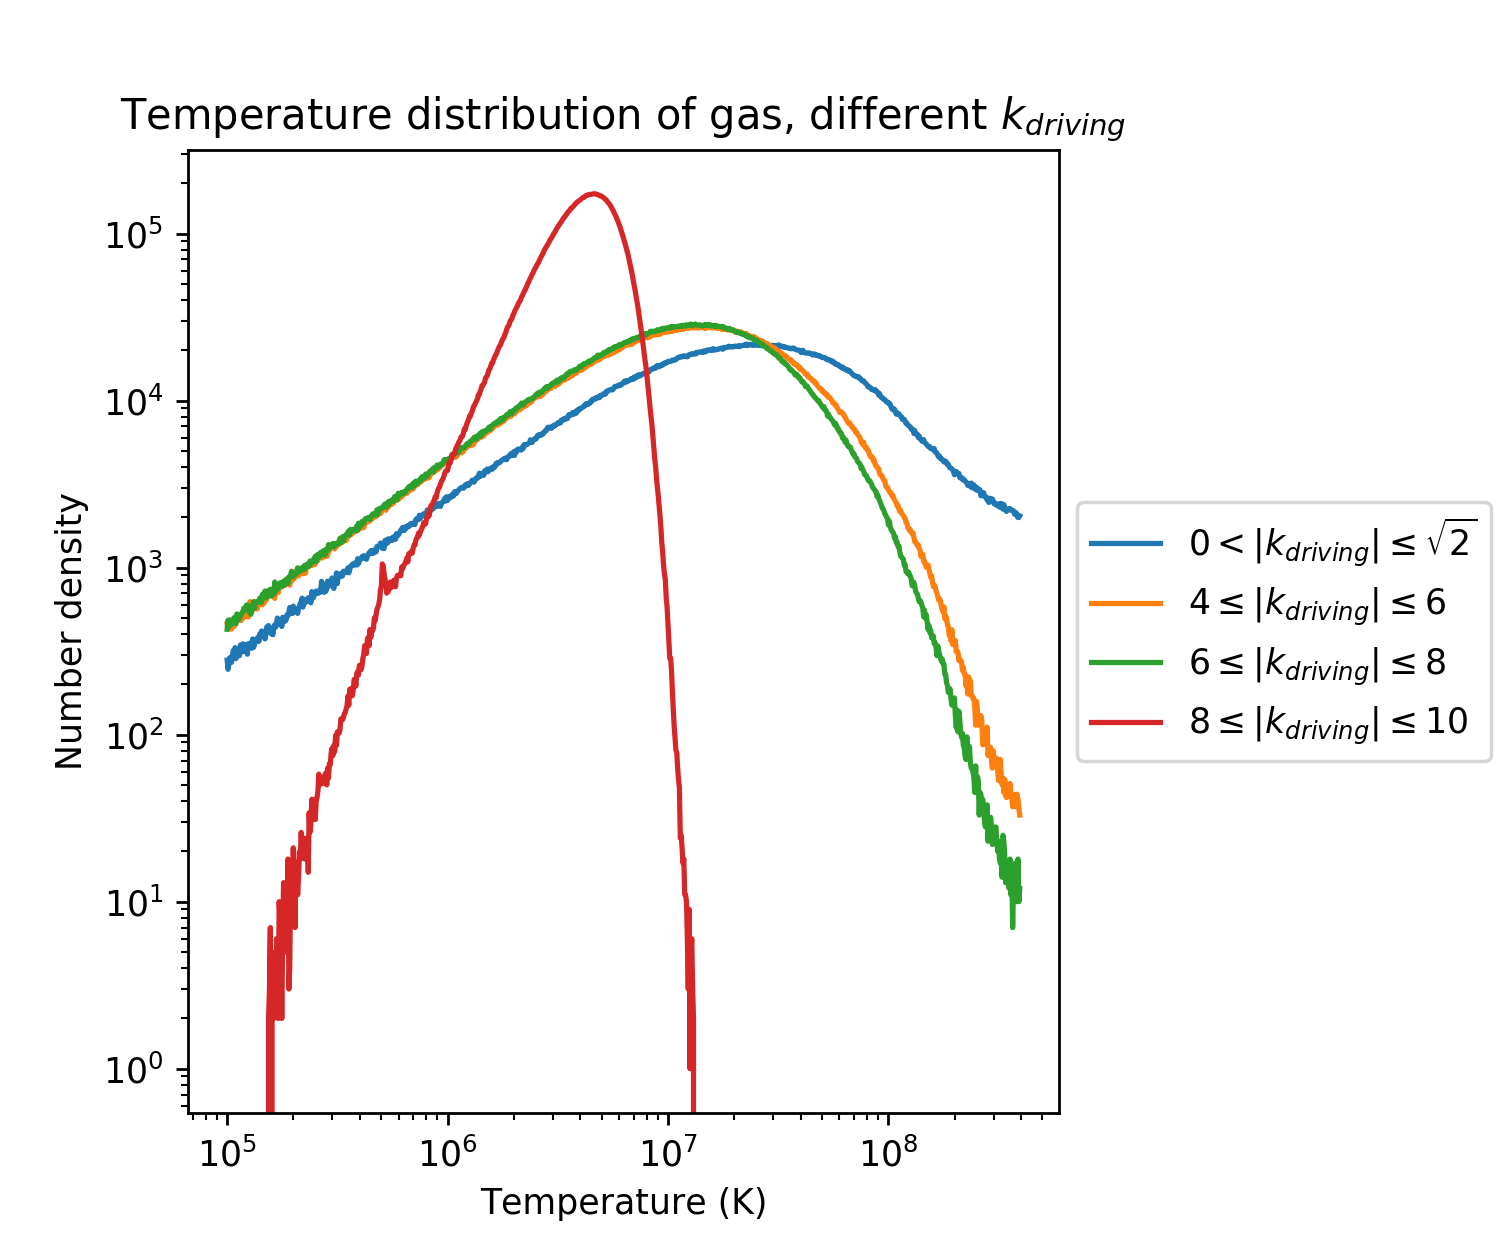 Temperature distribution of gas, different k_driving
Number density
10^5
10^4
10^3
10^2
10^1
10^0
10^5 10^6 10^7 10^8
Temperature (K)
0 < |k_driving| ≤ √2
4 ≤ |k_driving| ≤ 6
6 ≤ |k_driving| ≤ 8
8 ≤ |k_driving| ≤ 10